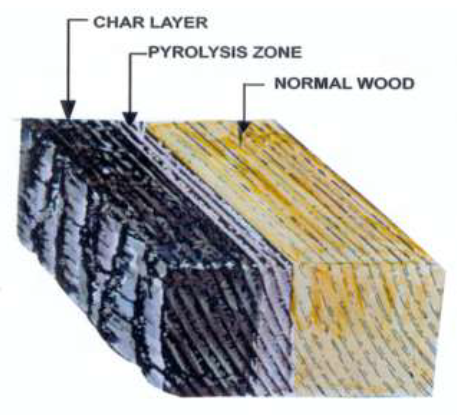 CHAR LAYER
PYROLYSIS ZONE
NORMAL WOOD